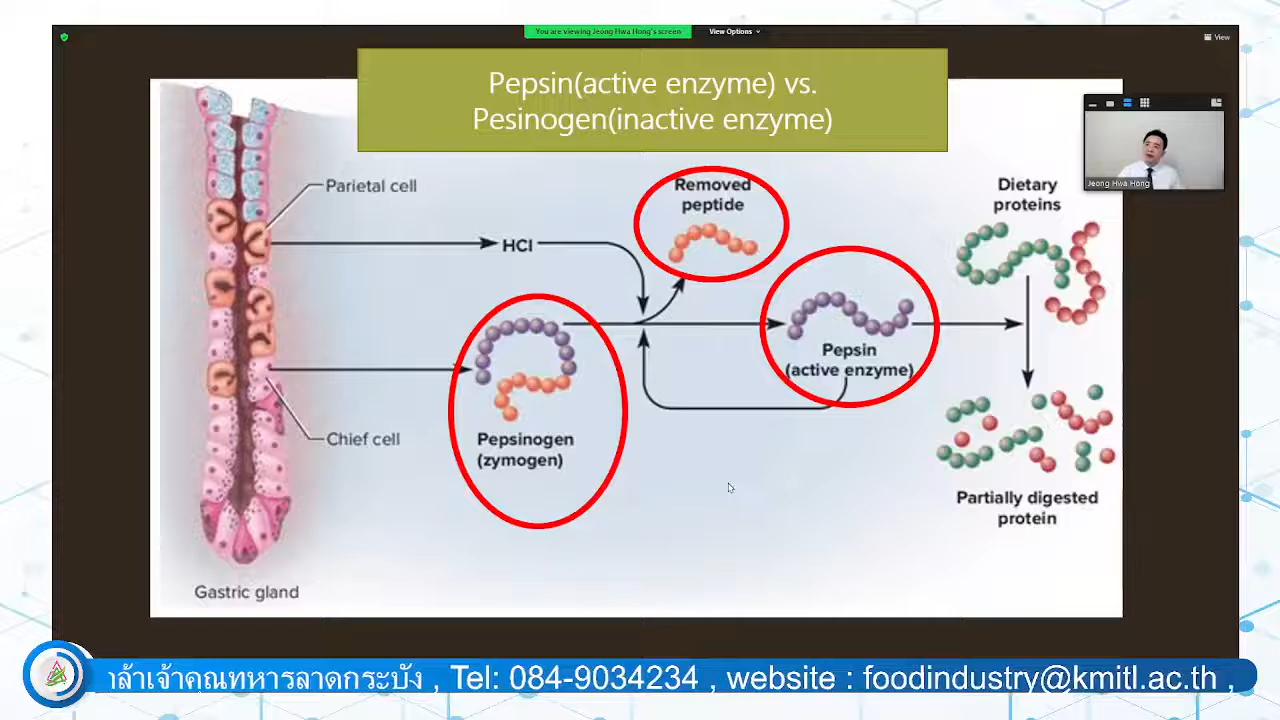 You are viewing Jeong Hwa Hong's screen
View Options
View
Pepsin(active enzyme) vs.
Pesinogen(inactive enzyme)
Jeong Hwa Hong
Parietal cell
HCl
Removed
peptide
Dietary
proteins
Pepsin
(active enzyme)
Chief cell
Pepsinogen
(zymogen)
Partially digested
protein
Gastric gland
าล้าเจ้าคุณทหารลาดกระบัง , Tel: 084-9034234 , website : foodindustry@kmitl.ac.th ,